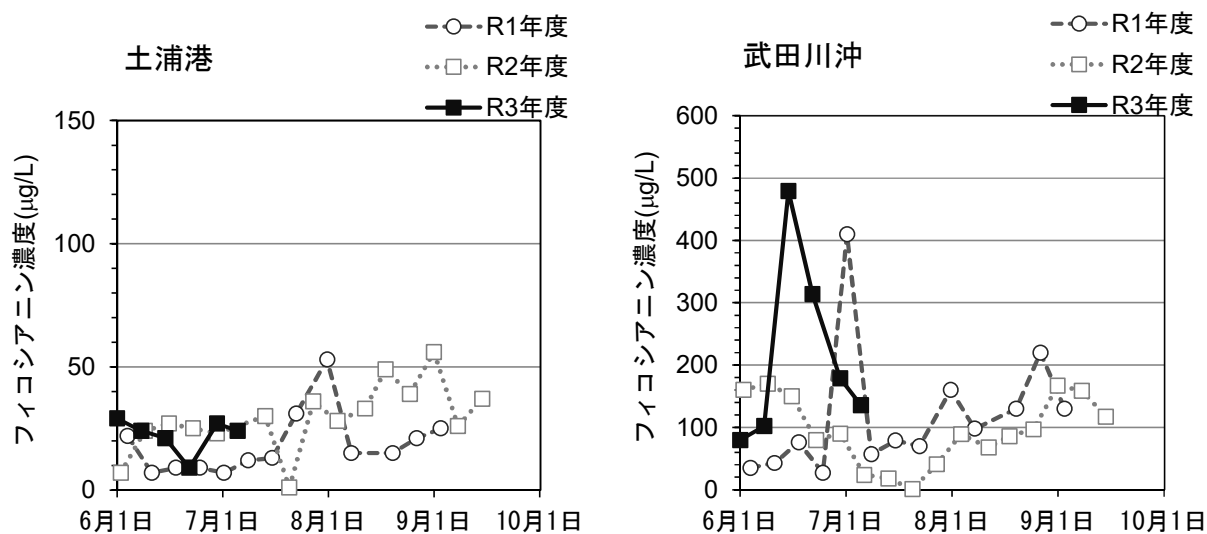 土浦港
R1年度
R2年度
R3年度
フィコシアニン濃度(μg/L)
150
100
50
0
6月1日 7月1日 8月1日 9月1日 10月1日
武田川沖
R1年度
R2年度
R3年度
フィコシアニン濃度(μg/L)
600
500
400
300
200
100
0
6月1日 7月1日 8月1日 9月1日 10月1日